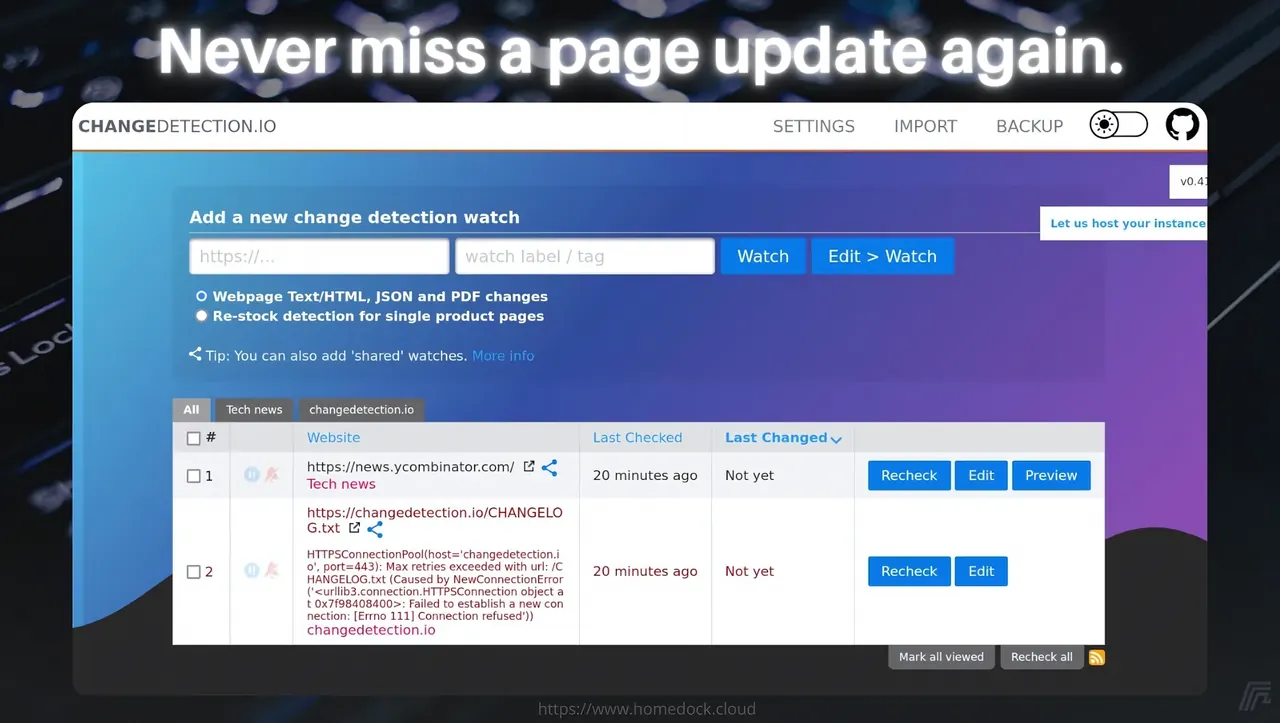 Never miss a page update again.
CHANGEDETECTION.IO
SETTINGS
IMPORT
BACKUP
v0.41
Let us host your instance
Add a new change detection watch
https://...
watch label / tag
Watch
Edit > Watch
Webpage Text/HTML, JSON and PDF changes
Re-stock detection for single product pages
Tip: You can also add 'shared' watches. More info
All
Tech news
changedetection.io
#
Website
Last Checked
Last Changed
1
https://news.ycombinator.com/
Tech news
20 minutes ago
Not yet
Recheck
Edit
Preview
2
https://changedetection.io/CHANGELO
G.txt
HTTPSConnectionPool(host='changedetection.i
o', port=443): Max retries exceeded with url: /C
HANGELOG.txt (Caused by NewConnectionError
('<urllib3.connection.HTTPSConnection object a
t 0x7f98408400>: Failed to establish a new con
nection: [Errno 111] Connection refused'))
changedetection.io
20 minutes ago
Not yet
Recheck
Edit
Mark all viewed
Recheck all
https://www.homedock.cloud
s Lock